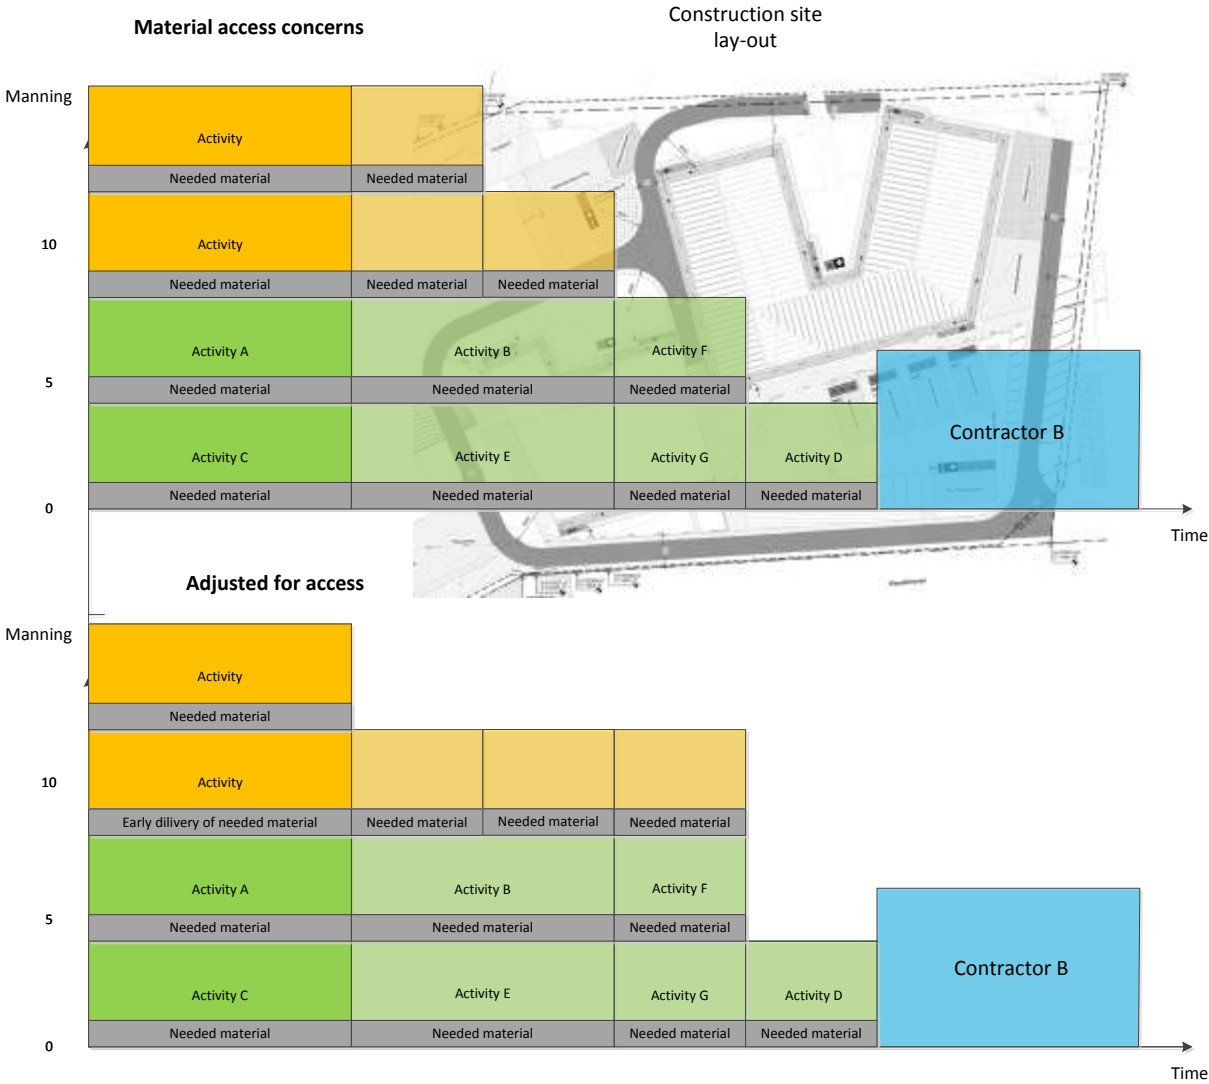 Material access concerns
Construction site
lay-out
Manning
Activity
Needed material
Needed material
10
Activity
Needed material
Needed material
Needed material
Activity A
Activity B
Activity F
5
Needed material
Needed material
Needed material
Contractor B
Activity C
Activity E
Activity G
Activity D
Needed material
Needed material
Needed material
Needed material
0
Time
Adjusted for access
Manning
Activity
Needed material
10
Activity
Early dilivery of needed material
Needed material
Needed material
Needed material
Activity A
Activity B
Activity F
5
Needed material
Needed material
Needed material
Contractor B
Activity C
Activity E
Activity G
Activity D
Needed material
Needed material
Needed material
Needed material
0
Time